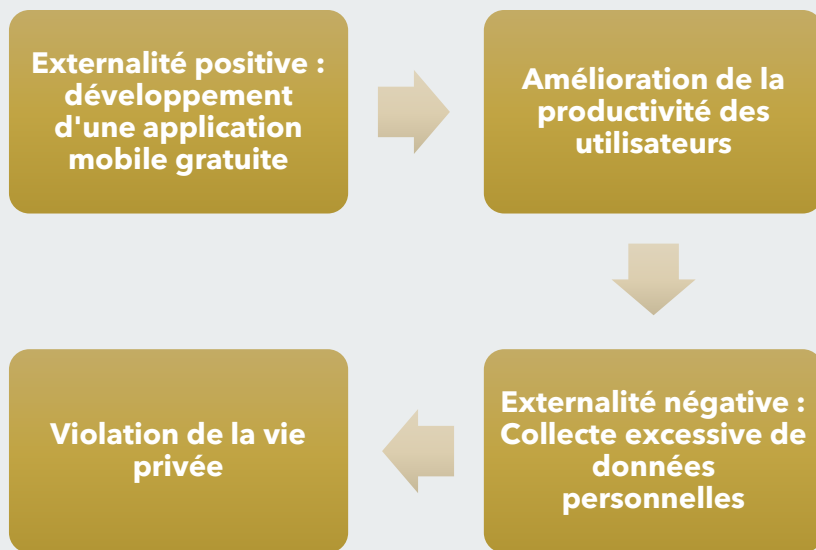 Externalité positive :
développement
d'une application
mobile gratuite
Amélioration de la
productivité des
utilisateurs
Externalité négative :
Collecte excessive de
données
personnelles
Violation de la vie
privée